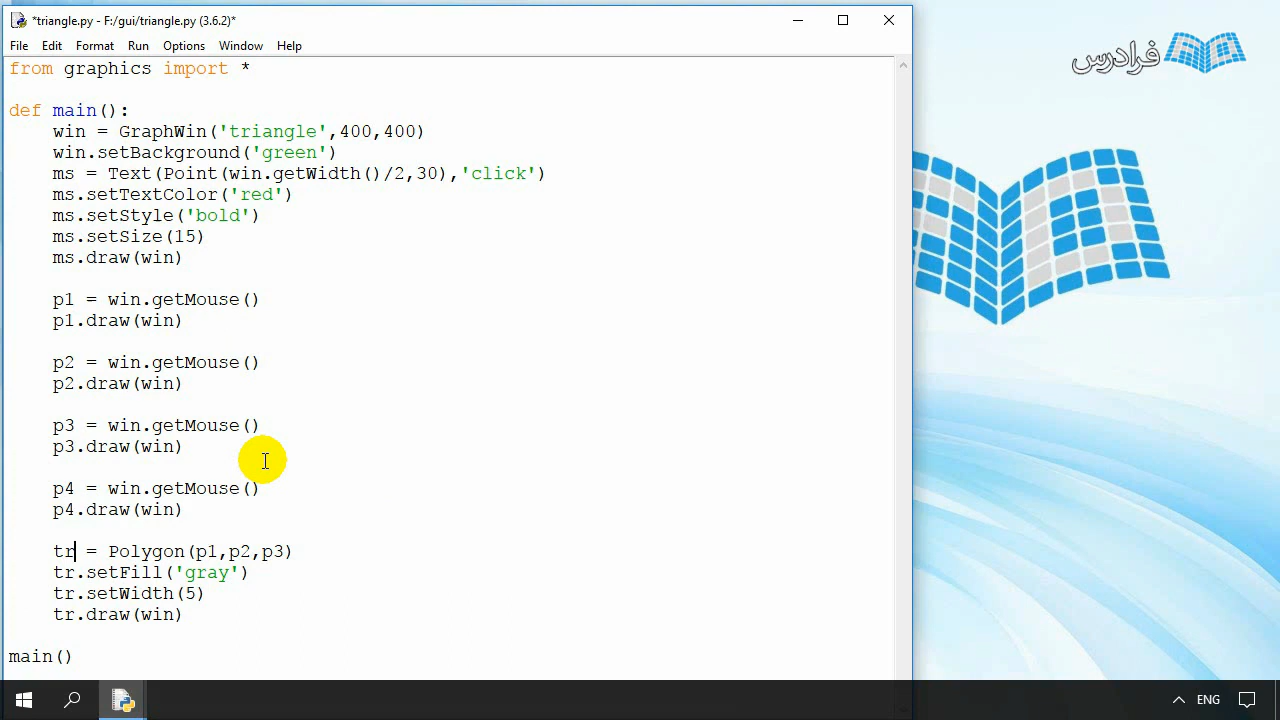 *triangle.py - F:/gui/triangle.py (3.6.2)*
File Edit Format Run Options Window Help
فرادرس
from graphics import *
def main():
    win = GraphWin('triangle',400,400)
    win.setBackground('green')
    ms = Text(Point(win.getWidth()/2,30),'click')
    ms.setTextColor('red')
    ms.setStyle('bold')
    ms.setSize(15)
    ms.draw(win)
    p1 = win.getMouse()
    p1.draw(win)
    p2 = win.getMouse()
    p2.draw(win)
    p3 = win.getMouse()
    p3.draw(win)
    p4 = win.getMouse()
    p4.draw(win)
    tr = Polygon(p1,p2,p3)
    tr.setFill('gray')
    tr.setWidth(5)
    tr.draw(win)
main()
ENG